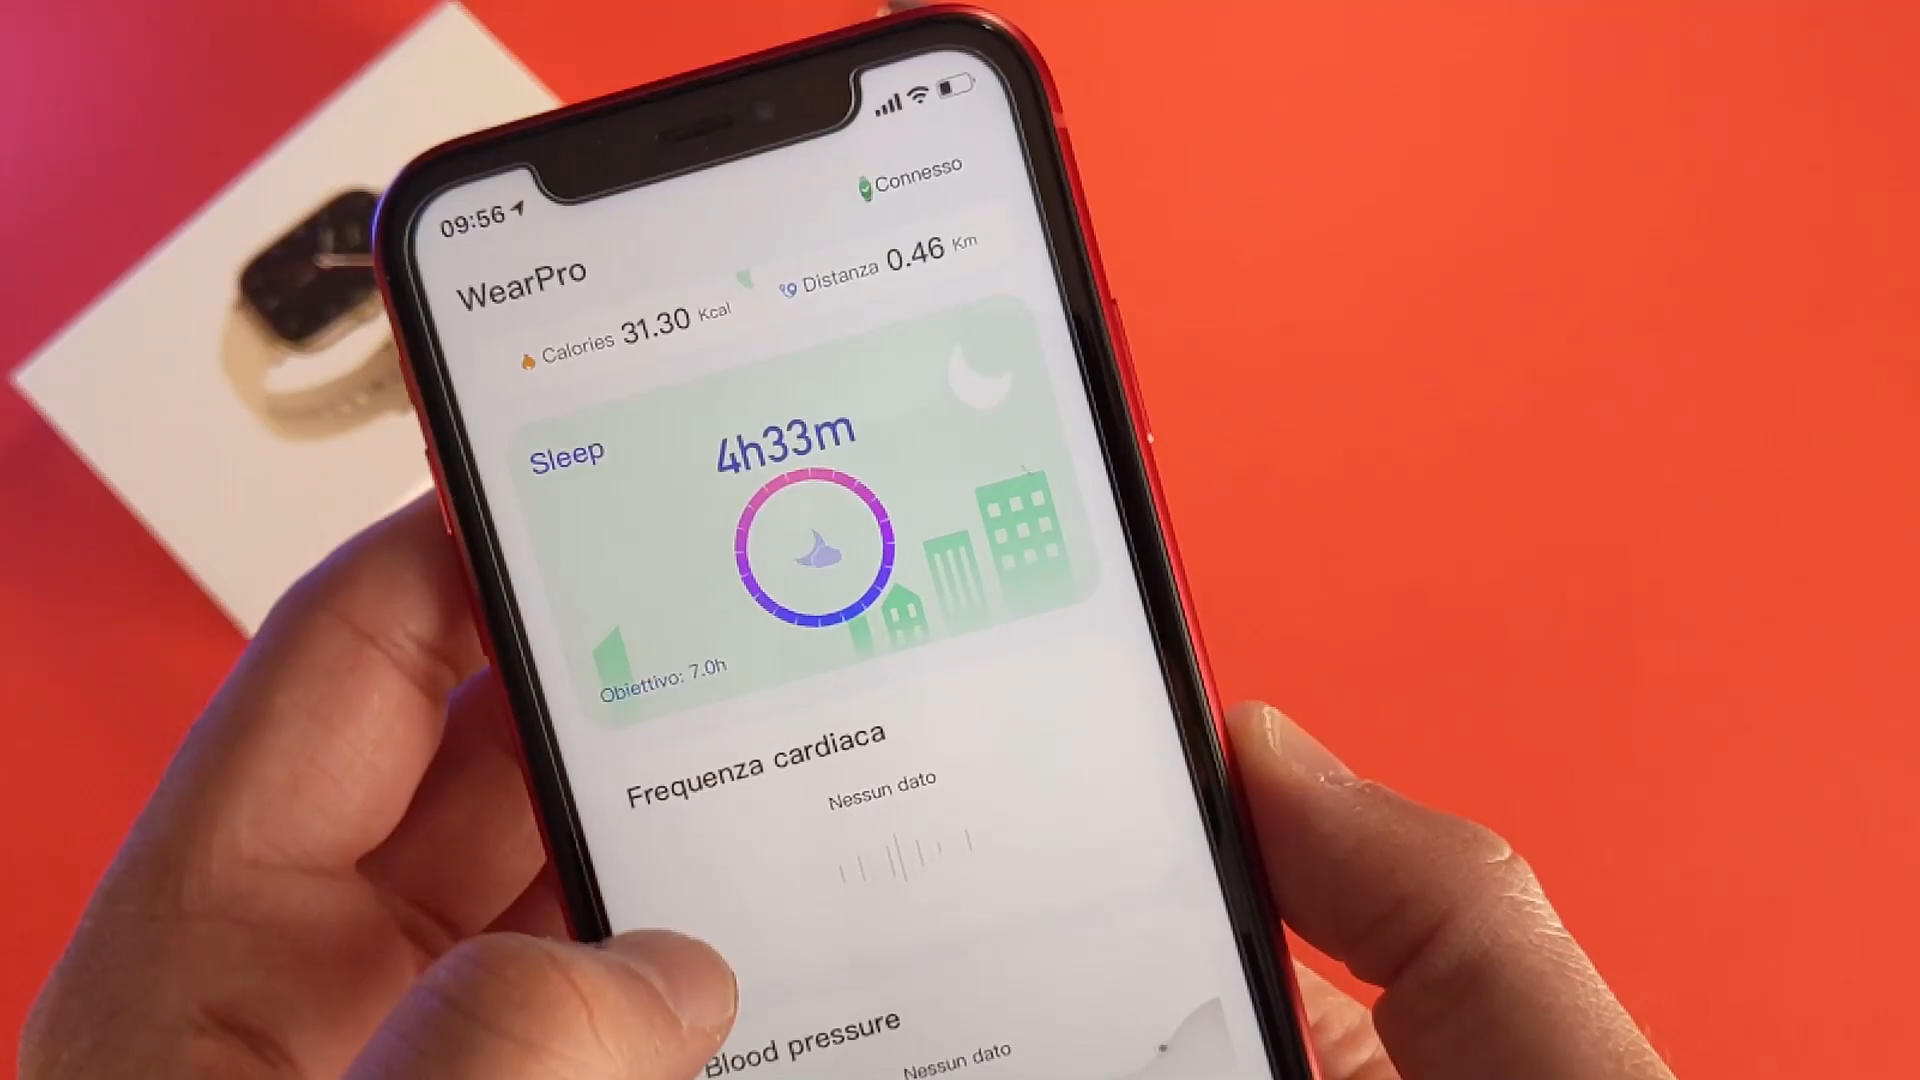 09:56
Connesso
WearPro
Calories 31.30 Kcal
Distanza 0.46 Km
Sleep
4h33m
Obiettivo: 7.0h
Frequenza cardiaca
Nessun dato
Blood pressure
Nessun dato